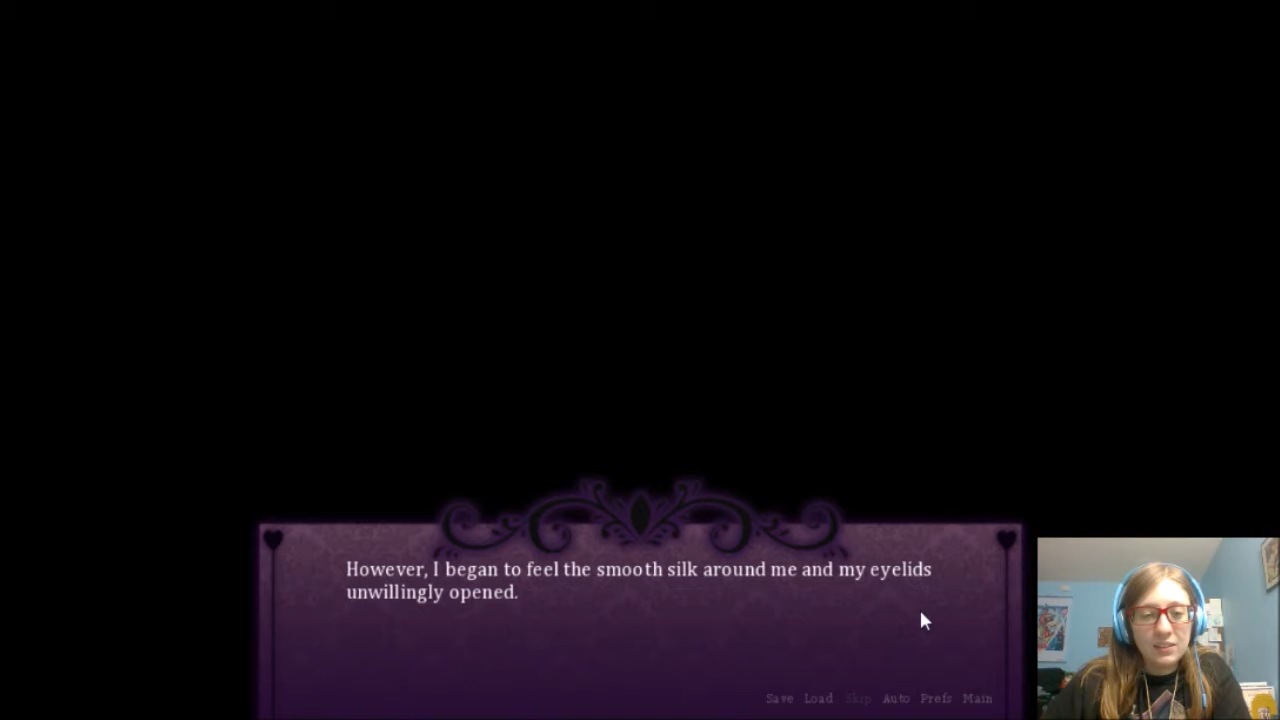 However, I began to feel the smooth silk around me and my eyelids
unwillingly opened.
Save Load Skip Auto Prefs Main